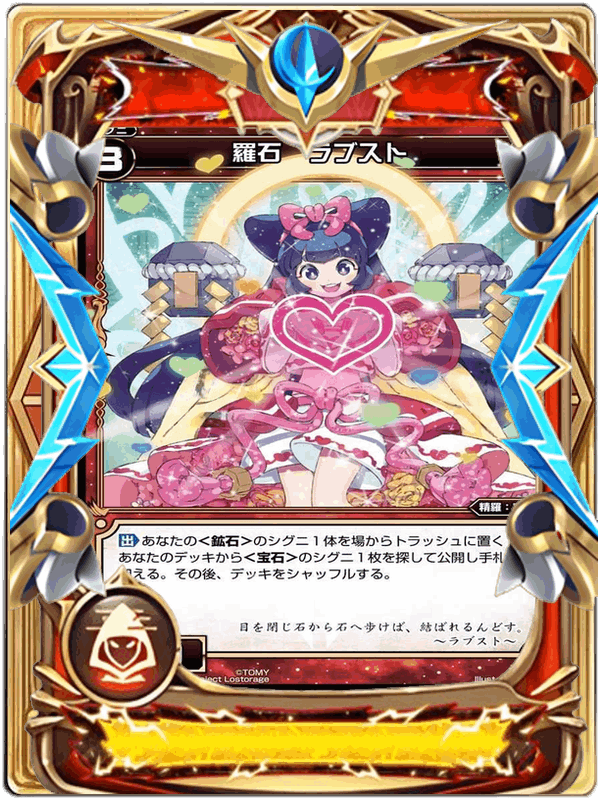 3
羅石 ラブスト
精羅：
出 あなたの＜鉱石＞のシグニ１体を場からトラッシュに置く
あなたのデッキから＜宝石＞のシグニ１枚を探して公開し手札
える。その後、デッキをシャッフルする。
目を閉じ石から石へ歩けば、結ばれるんどす。
～ラブスト～
©TOMY
ject Lostorage
Illust